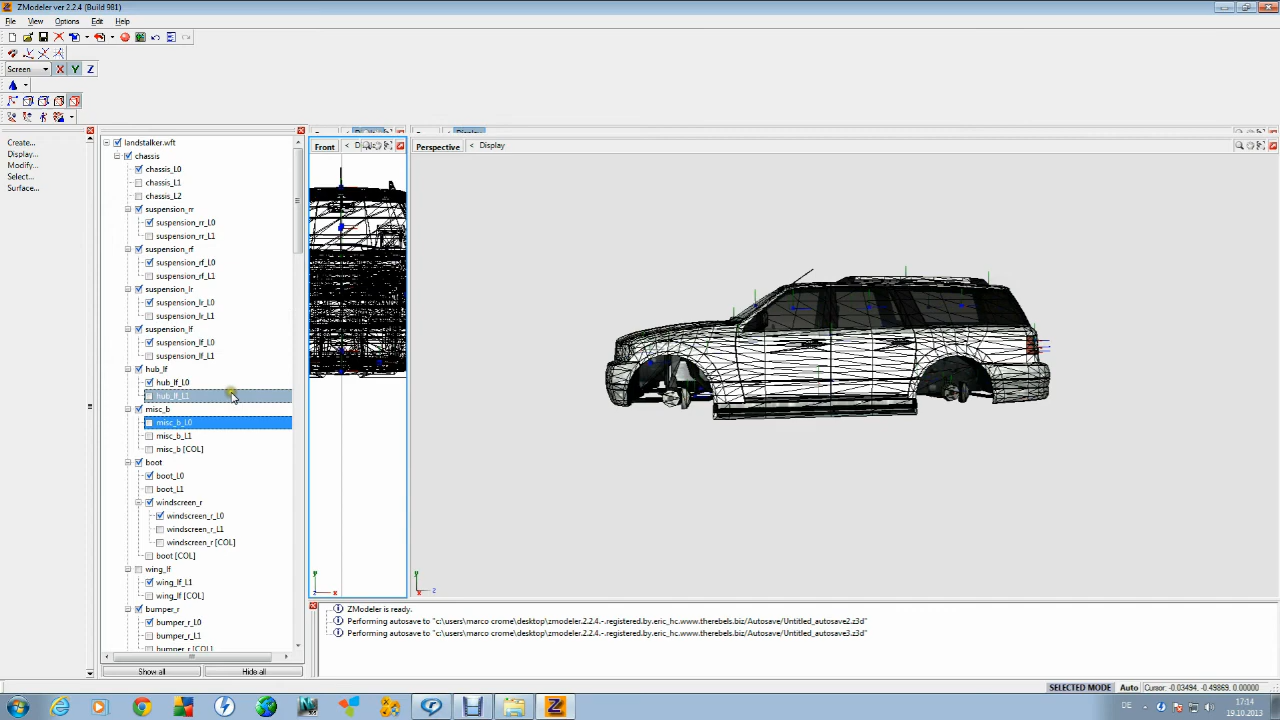 ZModeler ver 2.2.4 (Build 981)
File View Options Edit Help
Screen X Y Z
Create...
Display...
Modify...
Select...
Surface...
landstalker.wft
chassis
chassis_L0
chassis_L1
chassis_L2
suspension_rr
suspension_rr_L0
suspension_rr_L1
suspension_rf
suspension_rf_L0
suspension_rf_L1
suspension_lr
suspension_lr_L0
suspension_lr_L1
suspension_lf
suspension_lf_L0
suspension_lf_L1
hub_lf
hub_lf_L0
hub_lf_L1
misc_b
misc_b_L0
misc_b_L1
misc_b [COL]
boot
boot_L0
boot_L1
windscreen_r
windscreen_r_L0
windscreen_r_L1
windscreen_r [COL]
boot [COL]
wing_lf
wing_lf_L1
wing_lf [COL]
bumper_r
bumper_r_L0
bumper_r_L1
bumper_r [COL]
Show all Hide all
Front
Perspective < Display
y
x
z
y
x
z
ZModeler is ready.
Performing autosave to "c:\users\marco crome\desktop\zmodeler.2.2.4.-.registered.by.eric_hc.www.therebels.biz/Autosave/Untitled_autosave2.z3d"
Performing autosave to "c:\users\marco crome\desktop\zmodeler.2.2.4.-.registered.by.eric_hc.www.therebels.biz/Autosave/Untitled_autosave3.z3d"
SELECTED MODE Auto Cursor: -0.03494, -0.49869, 0.00000
DE 17:14
19.10.2013